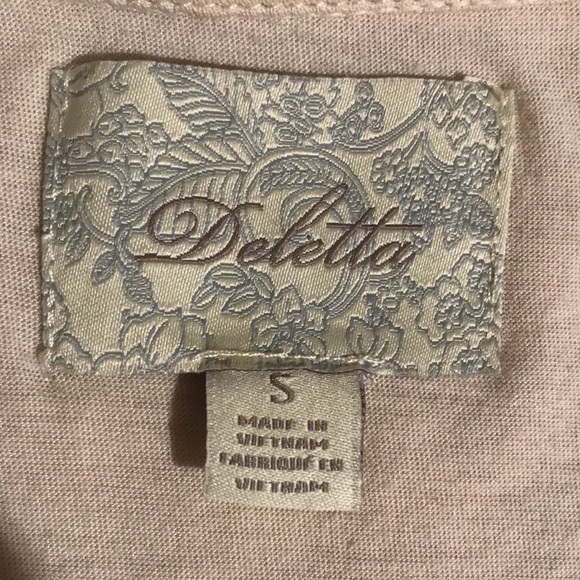 Deletta
S
MADE IN
VIETNAM
FABRIQUÉ EN
VIETNAM